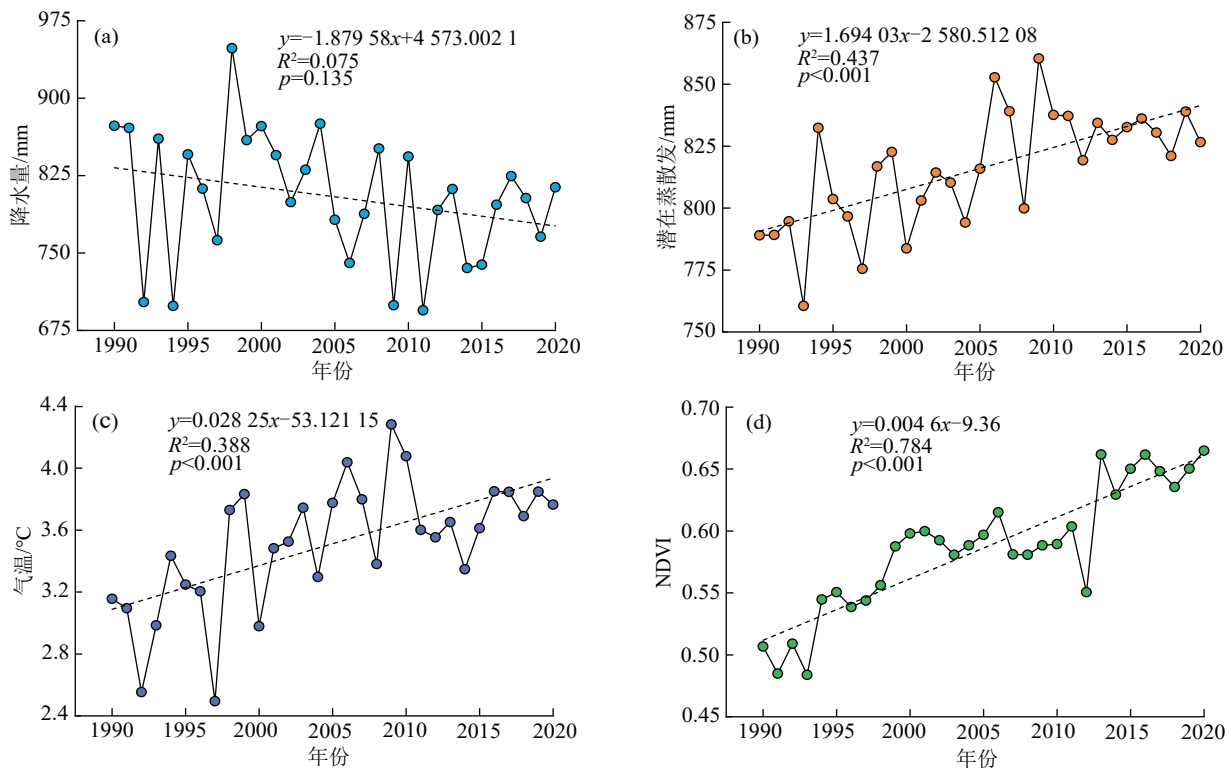 (a)
y=−1.879 58x+4 573.002 1
R²=0.075
p=0.135
975
900
825
750
675
降水量/mm
1990 1995 2000 2005 2010 2015 2020
年份
(b)
y=1.694 03x−2 580.512 08
R²=0.437
p<0.001
875
850
825
800
775
750
潜在蒸散发/mm
1990 1995 2000 2005 2010 2015 2020
年份
(c)
y=0.028 25x−53.121 15
R²=0.388
p<0.001
4.4
4.0
3.6
3.2
2.8
2.4
气温/℃
1990 1995 2000 2005 2010 2015 2020
年份
(d)
y=0.004 6x−9.36
R²=0.784
p<0.001
0.70
0.65
0.60
0.55
0.50
0.45
NDVI
1990 1995 2000 2005 2010 2015 2020
年份